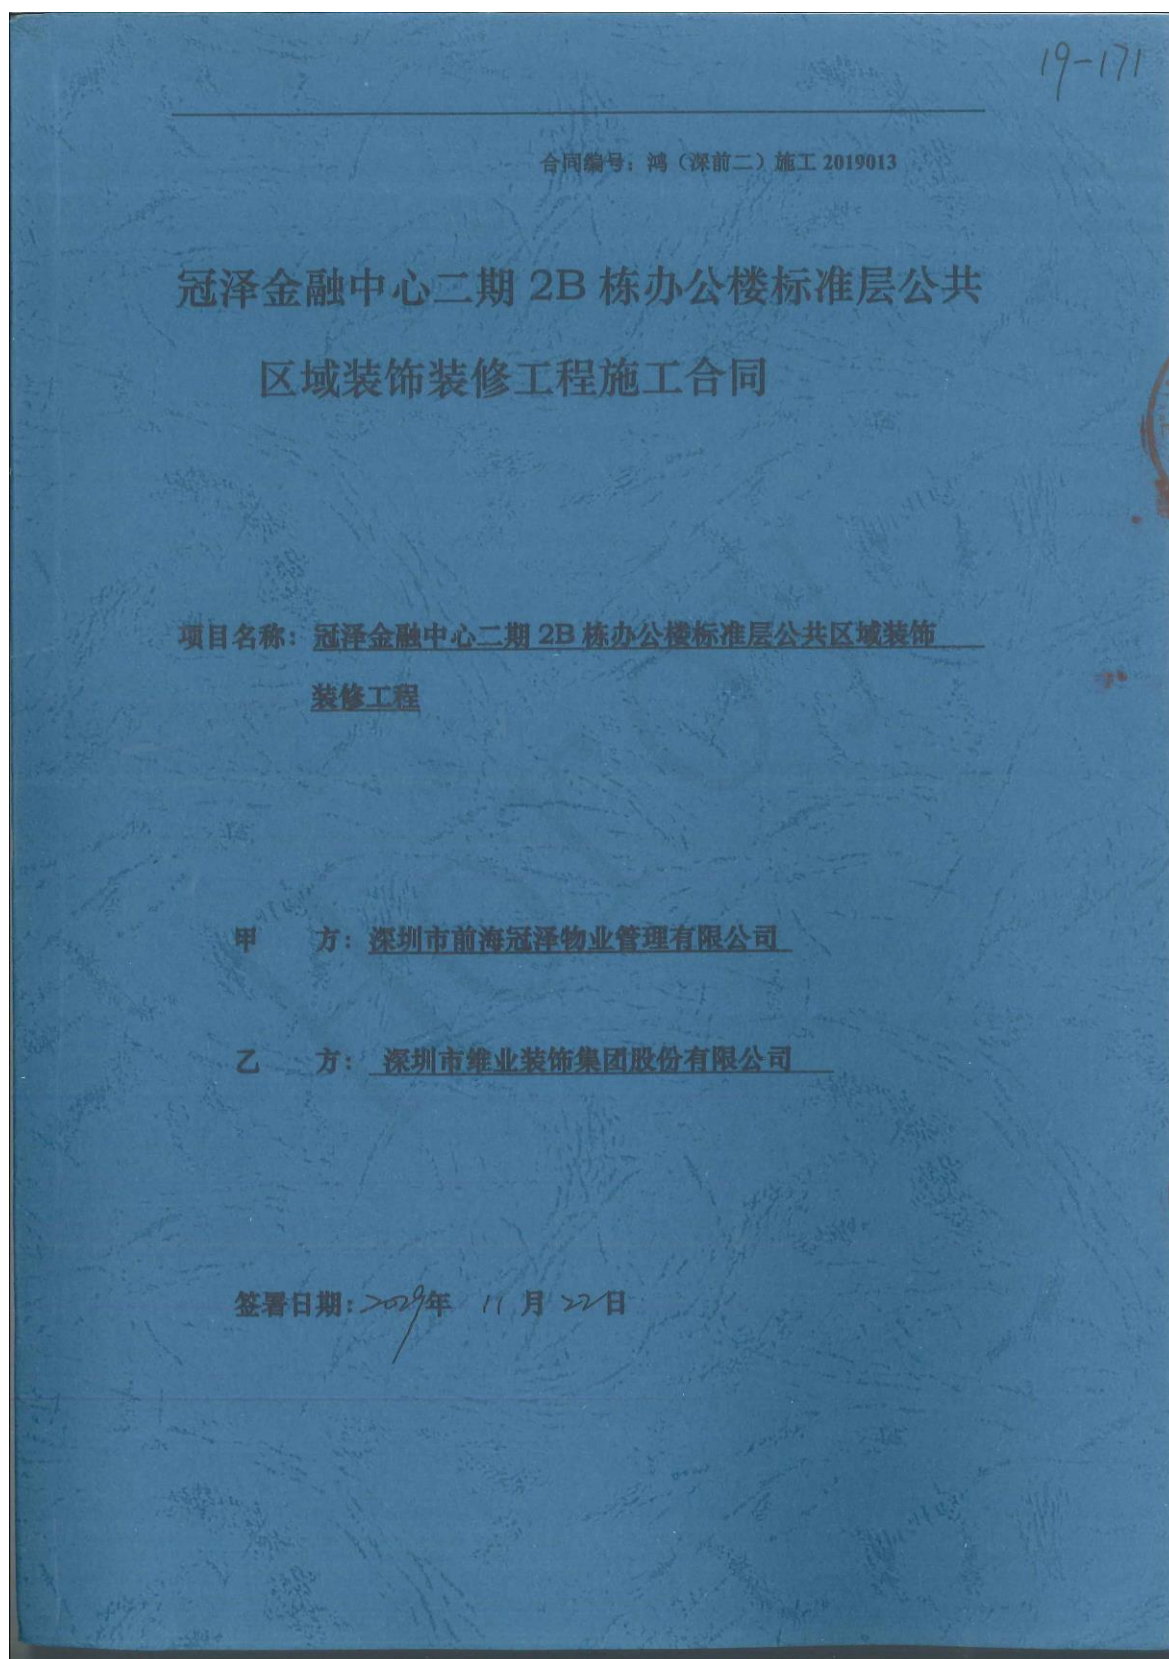 19-171
合同编号：鸿（深前二）施工 2019013
冠泽金融中心二期 2B 栋办公楼标准层公共
区域装饰装修工程施工合同
项目名称：冠泽金融中心二期 2B 栋办公楼标准层公共区域装饰
装修工程
甲 方：深圳市前海冠泽物业管理有限公司
乙 方：深圳市维业装饰集团股份有限公司
签署日期：2019年 11 月 22日